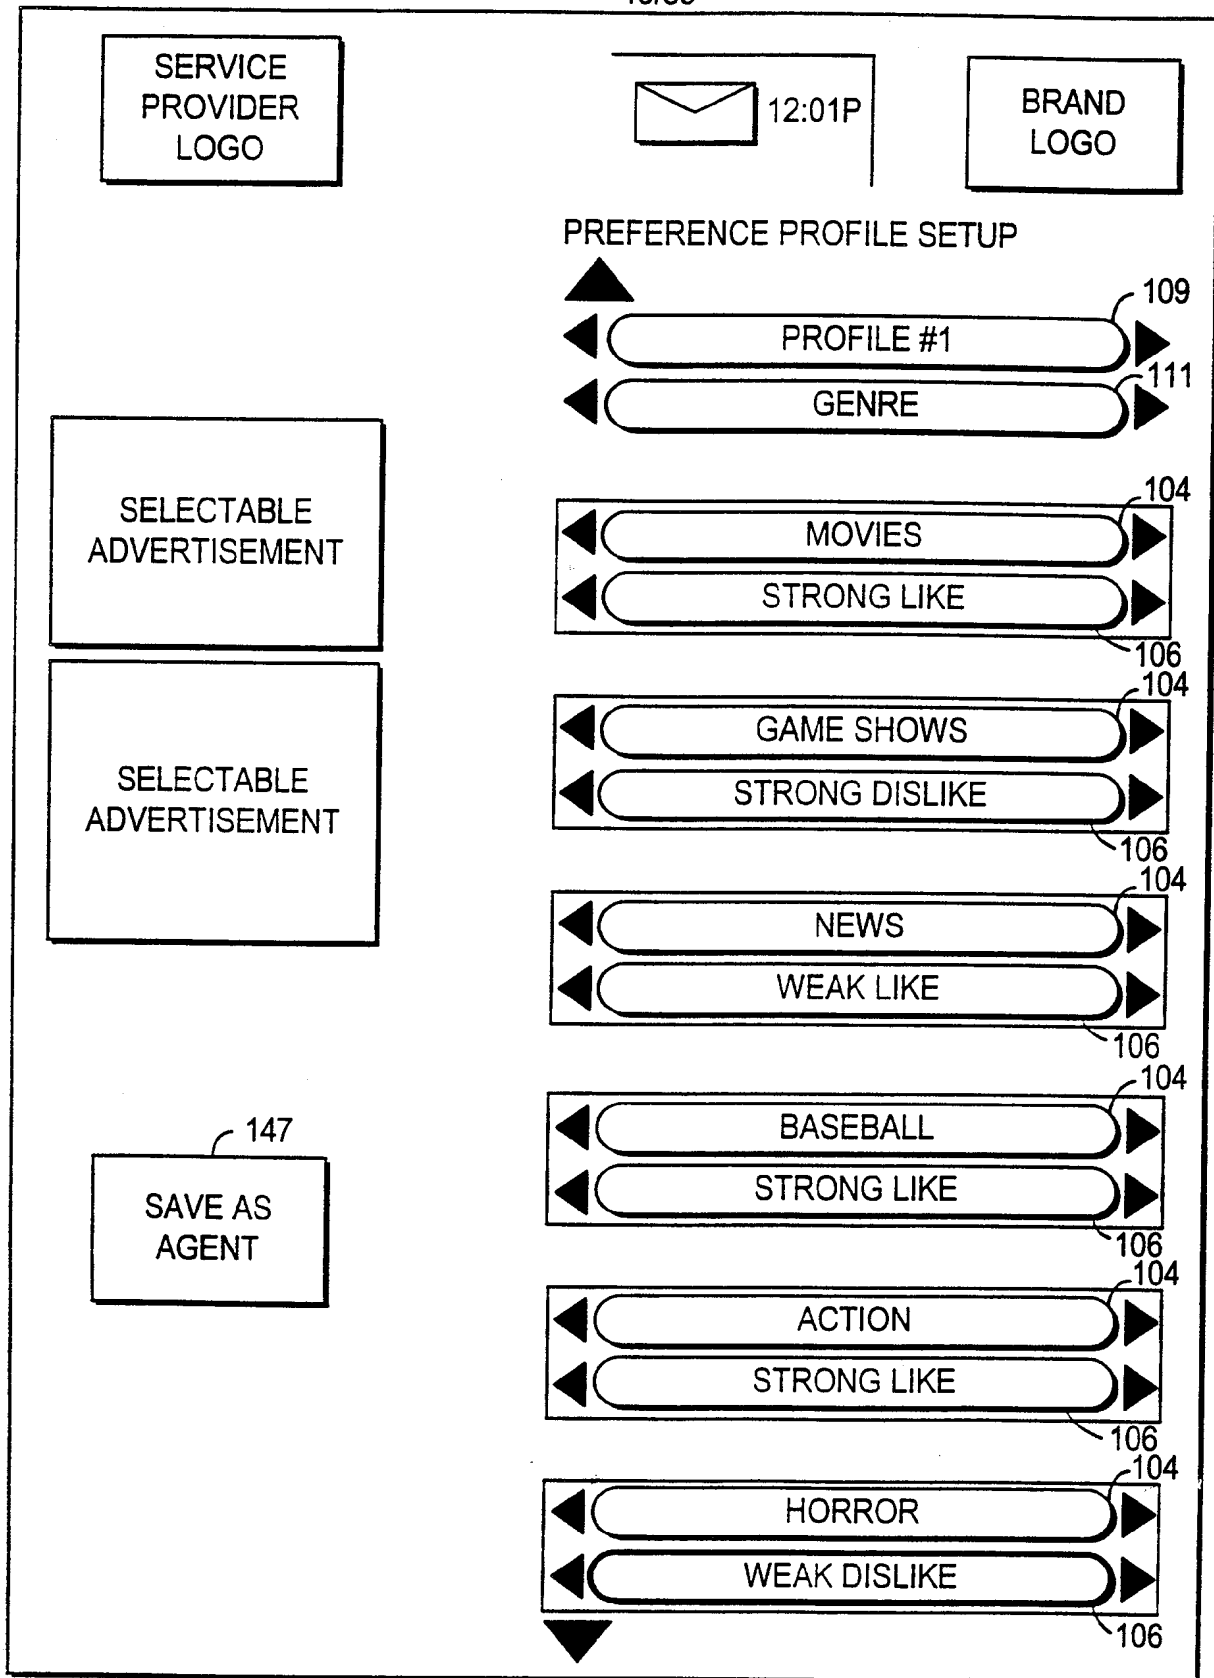 SERVICE
PROVIDER
LOGO
12:01P
BRAND
LOGO
PREFERENCE PROFILE SETUP
109
PROFILE #1
111
GENRE
SELECTABLE
ADVERTISEMENT
104
MOVIES
STRONG LIKE
106
SELECTABLE
ADVERTISEMENT
104
GAME SHOWS
STRONG DISLIKE
106
104
NEWS
WEAK LIKE
106
147
SAVE AS
AGENT
104
BASEBALL
STRONG LIKE
106
104
ACTION
STRONG LIKE
106
104
HORROR
WEAK DISLIKE
106